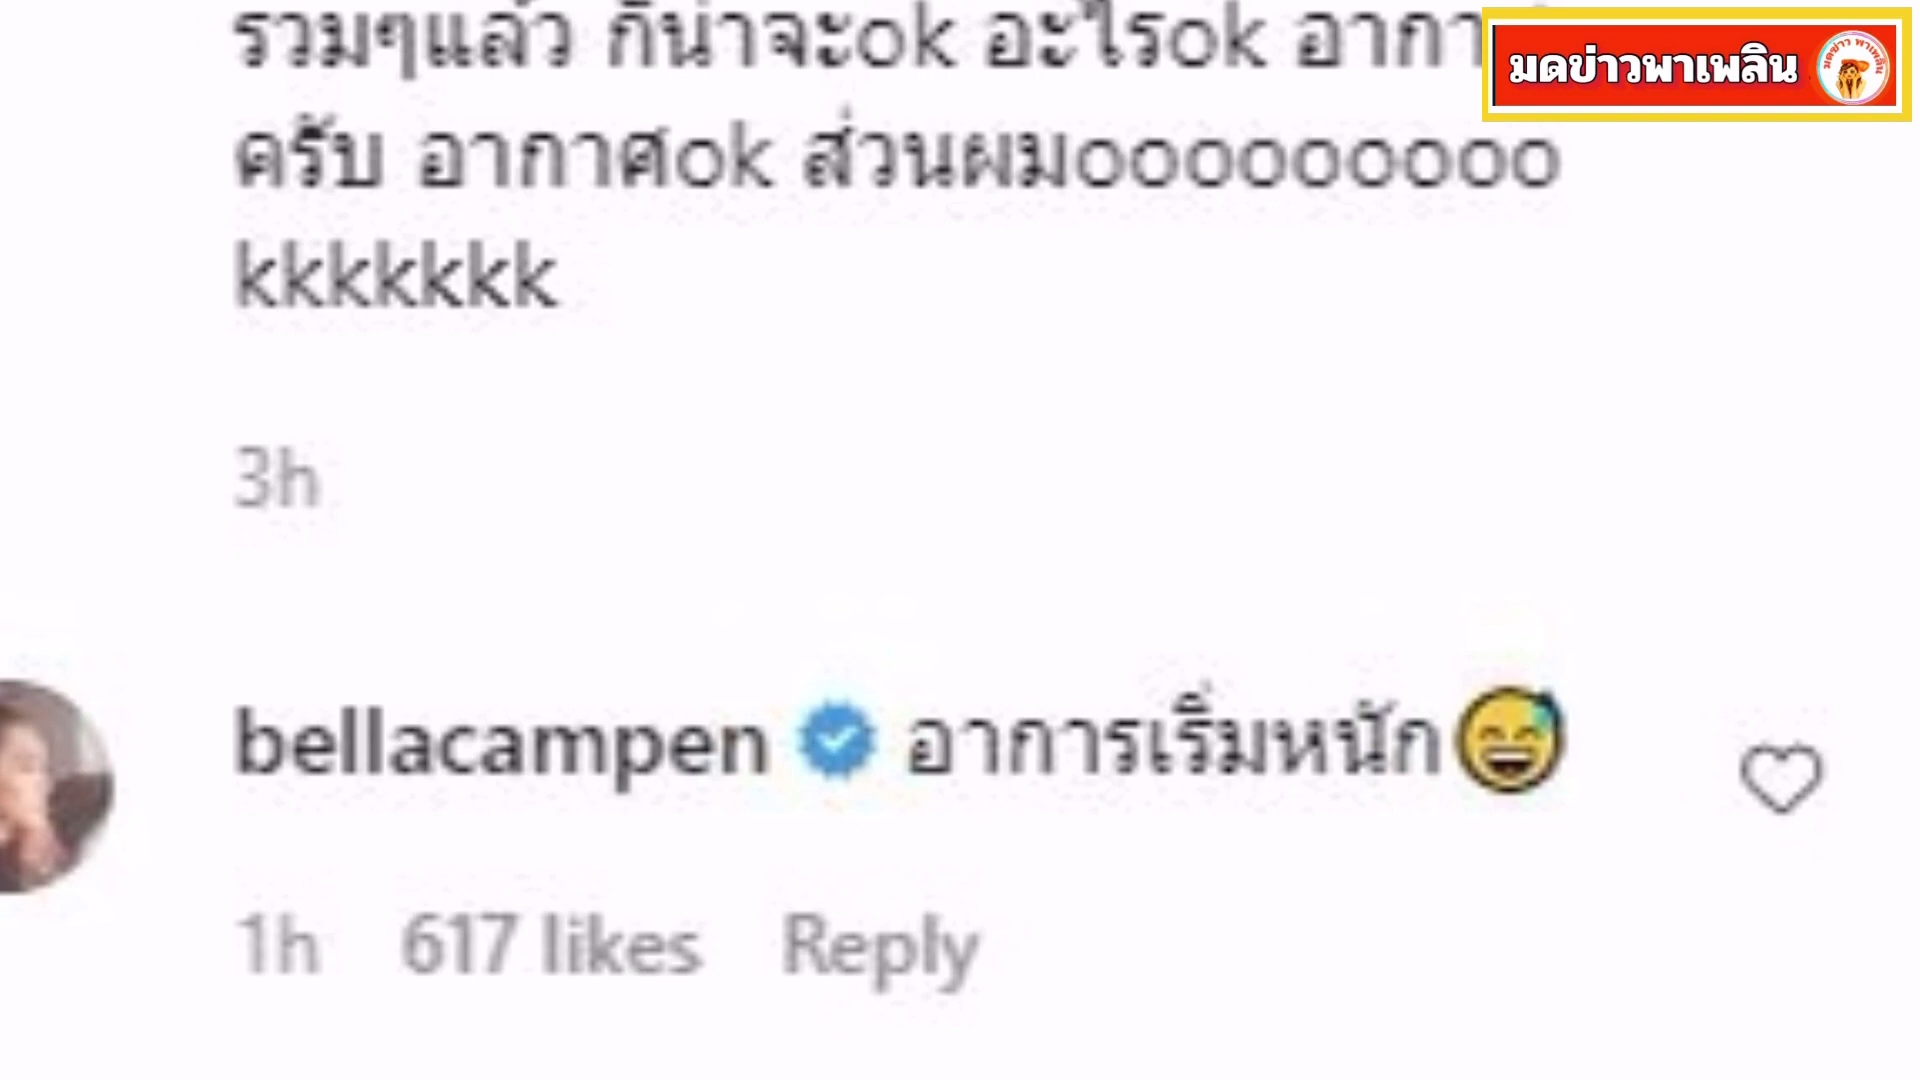 รวมๆแล้ว ก็น่าจะok อะไรok อากา
มดข่าวพาเพลิน
ครับ อากาศok ส่วนผมoooooooooo
kkkkkkk
3h
bellacampen อาการเริ่มหนัก😅
1h 617 likes Reply